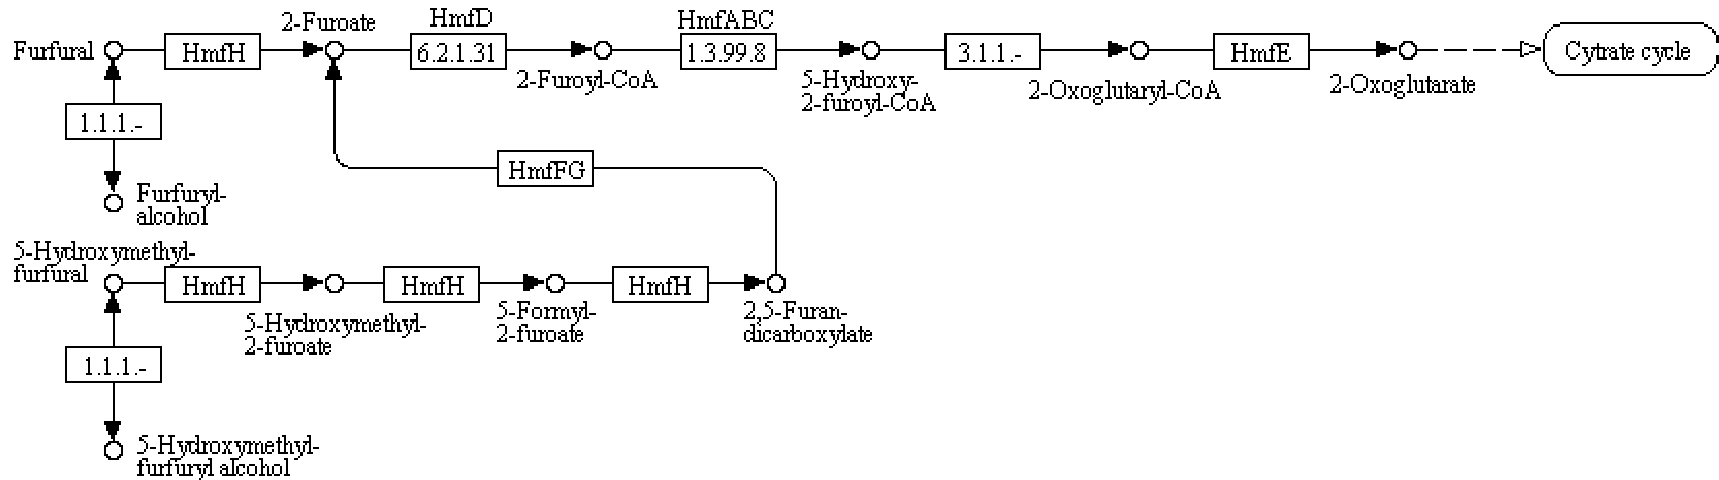 2-Furoate
HmfD
HmfABC
Furfural
HmfH
6.2.1.31
1.3.99.8
3.1.1.-
HmfE
Cytrate cycle
2-Furoyl-CoA
5-Hydroxy-
2-furoyl-CoA
2-Oxoglutaryl-CoA
2-Oxoglutarate
1.1.1.-
HmfFG
Furfuryl-
alcohol
5-Hydroxymethyl-
furfural
HmfH
HmfH
HmfH
5-Hydroxymethyl-
2-furoate
5-Formyl-
2-furoate
2,5-Furan-
dicarboxylate
1.1.1.-
5-Hydroxymethyl-
furfuryl alcohol